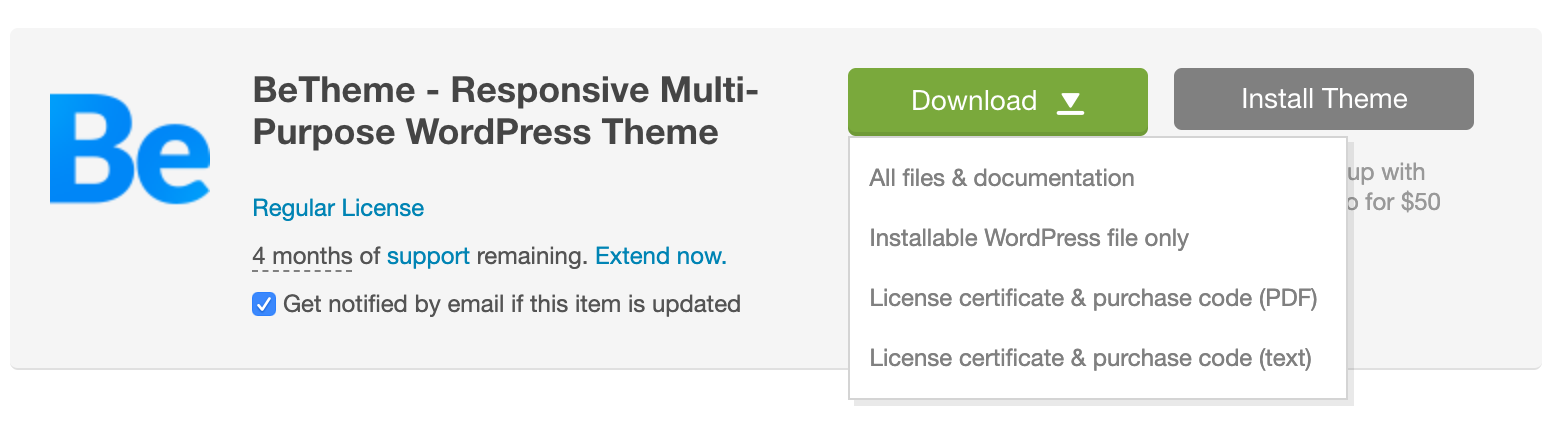 Be
BeTheme - Responsive Multi-
Purpose WordPress Theme
Regular License
4 months of support remaining. Extend now.
Get notified by email if this item is updated
Download
All files & documentation
Installable WordPress file only
License certificate & purchase code (PDF)
License certificate & purchase code (text)
Install Theme
up with
for $50